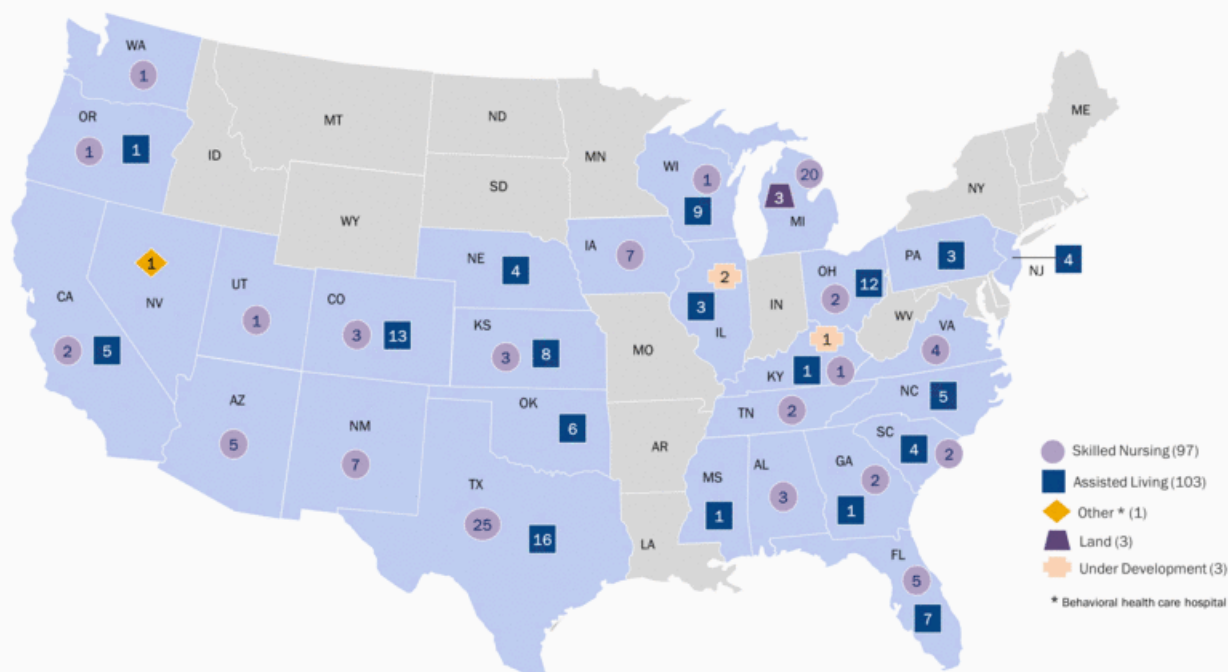 WA
1
OR
1
1
ID
MT
ND
SD
WY
MN
WI
1
9
20
3
MI
NY
ME
CA
2
5
1
NV
UT
1
CO
3
13
NE
4
IA
7
2
3
IL
IN
OH
12
2
PA
3
NJ
4
KS
3
8
MO
1
KY
1
1
WV
VA
4
AZ
5
NM
7
OK
6
AR
TN
2
NC
5
SC
4
2
TX
25
16
LA
MS
1
AL
3
GA
2
1
FL
5
7
Skilled Nursing (97)
Assisted Living (103)
Other * (1)
Land (3)
Under Development (3)
* Behavioral health care hospital